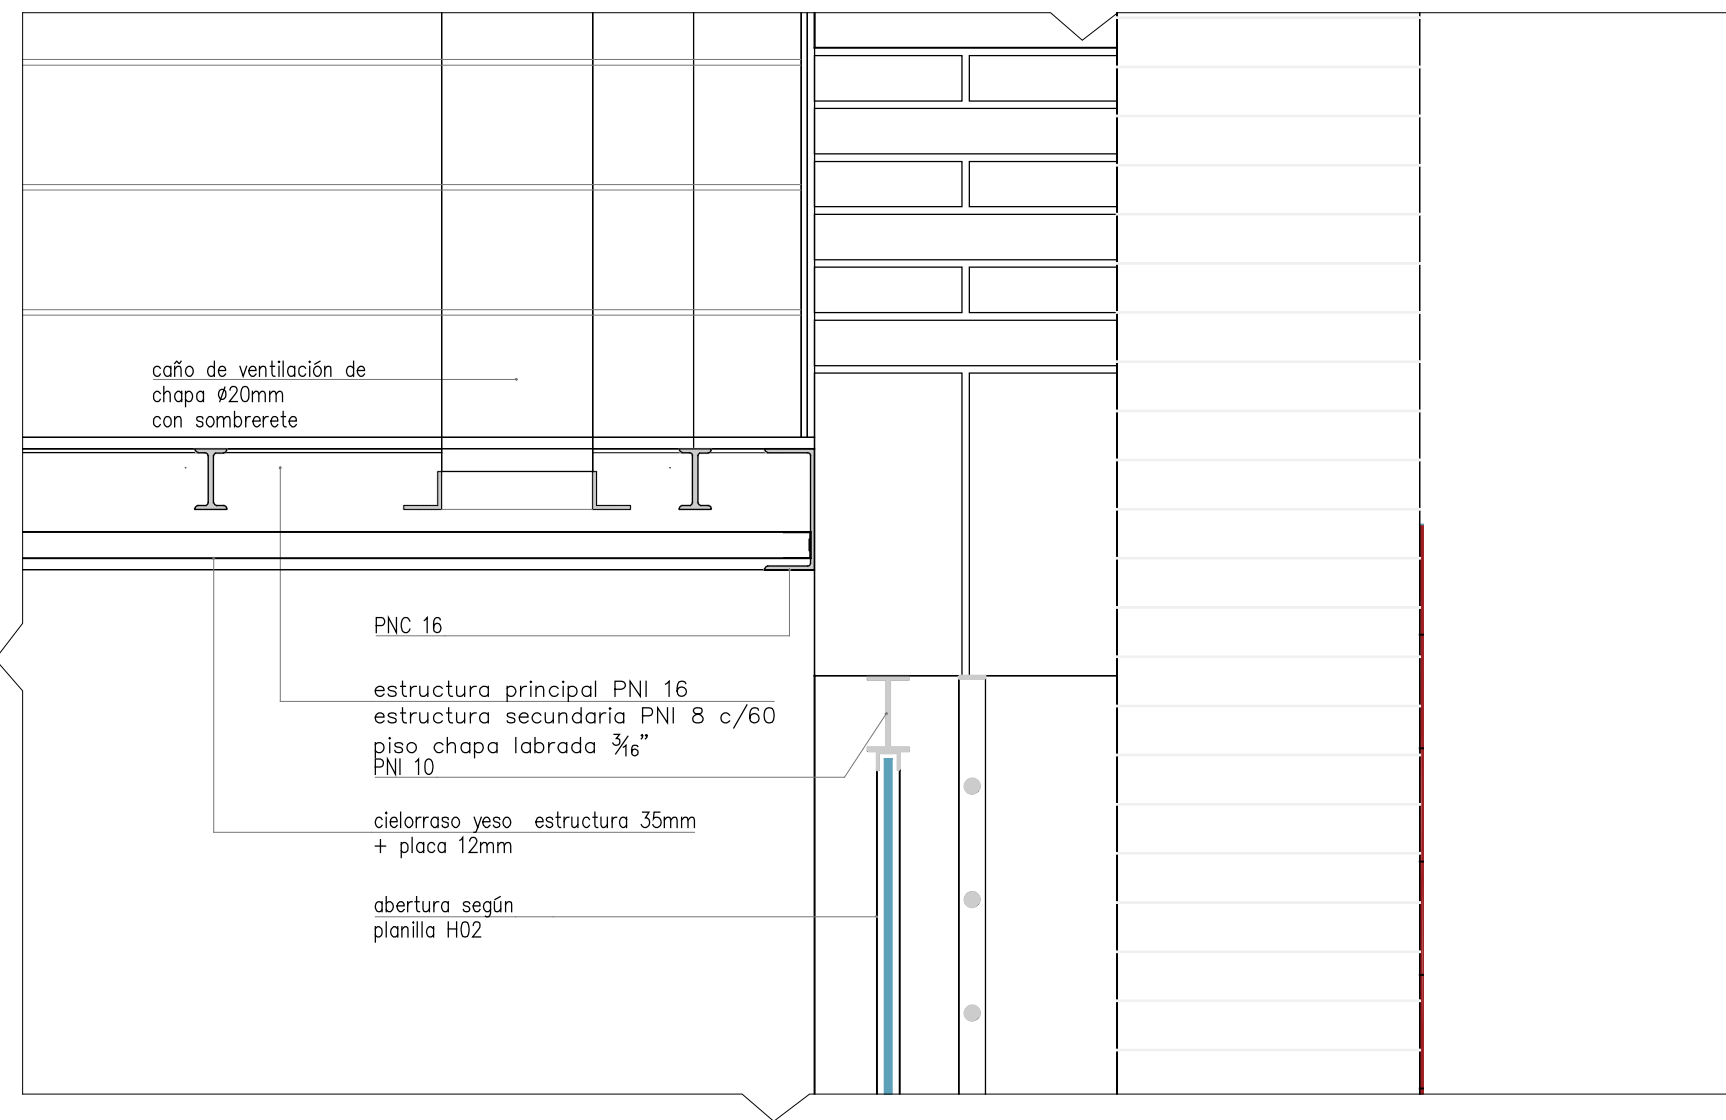 caño de ventilación de
chapa ø20mm
con sombrerete
PNC 16
estructura principal PNI 16
estructura secundaria PNI 8 c/60
piso chapa labrada 3/16"
PNI 10
cielorraso yeso estructura 35mm
+ placa 12mm
abertura según
planilla H02